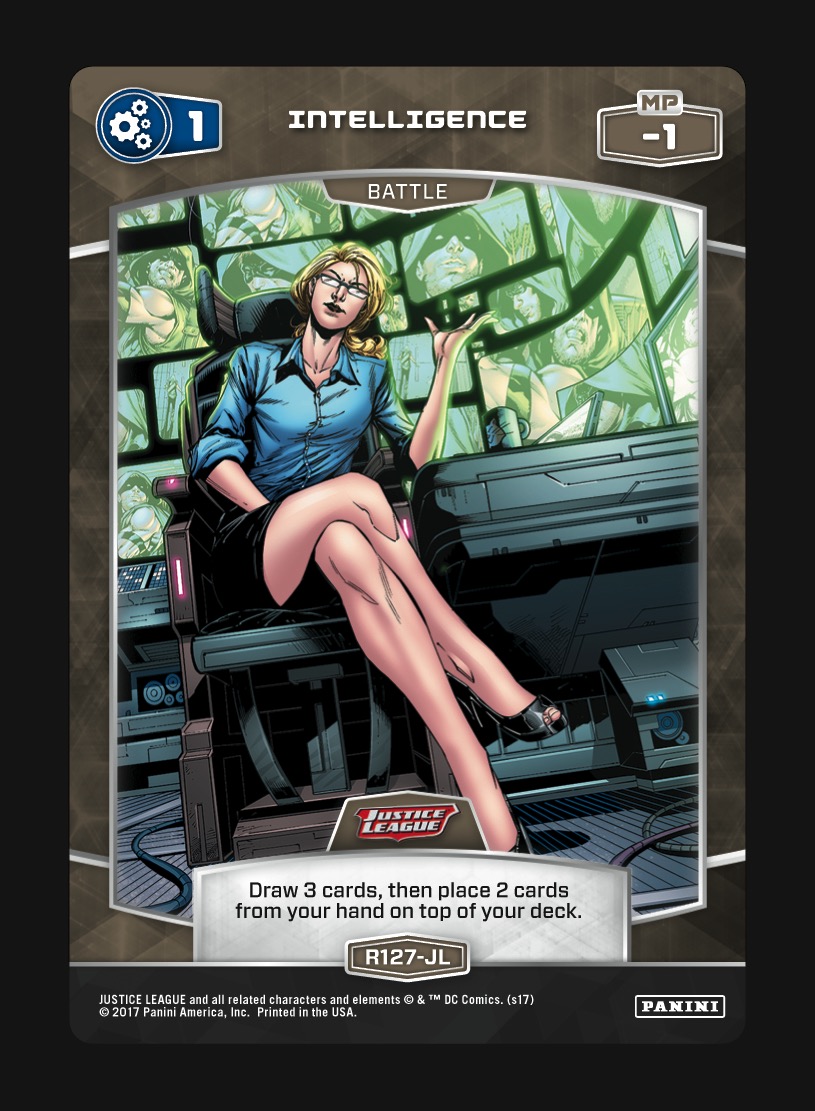 1
INTELLIGENCE
MP
-1
BATTLE
JUSTICE
LEAGUE
Draw 3 cards, then place 2 cards
from your hand on top of your deck.
R127-JL
JUSTICE LEAGUE and all related characters and elements © & ™ DC Comics. (s17)
© 2017 Panini America, Inc. Printed in the USA.
PANINI